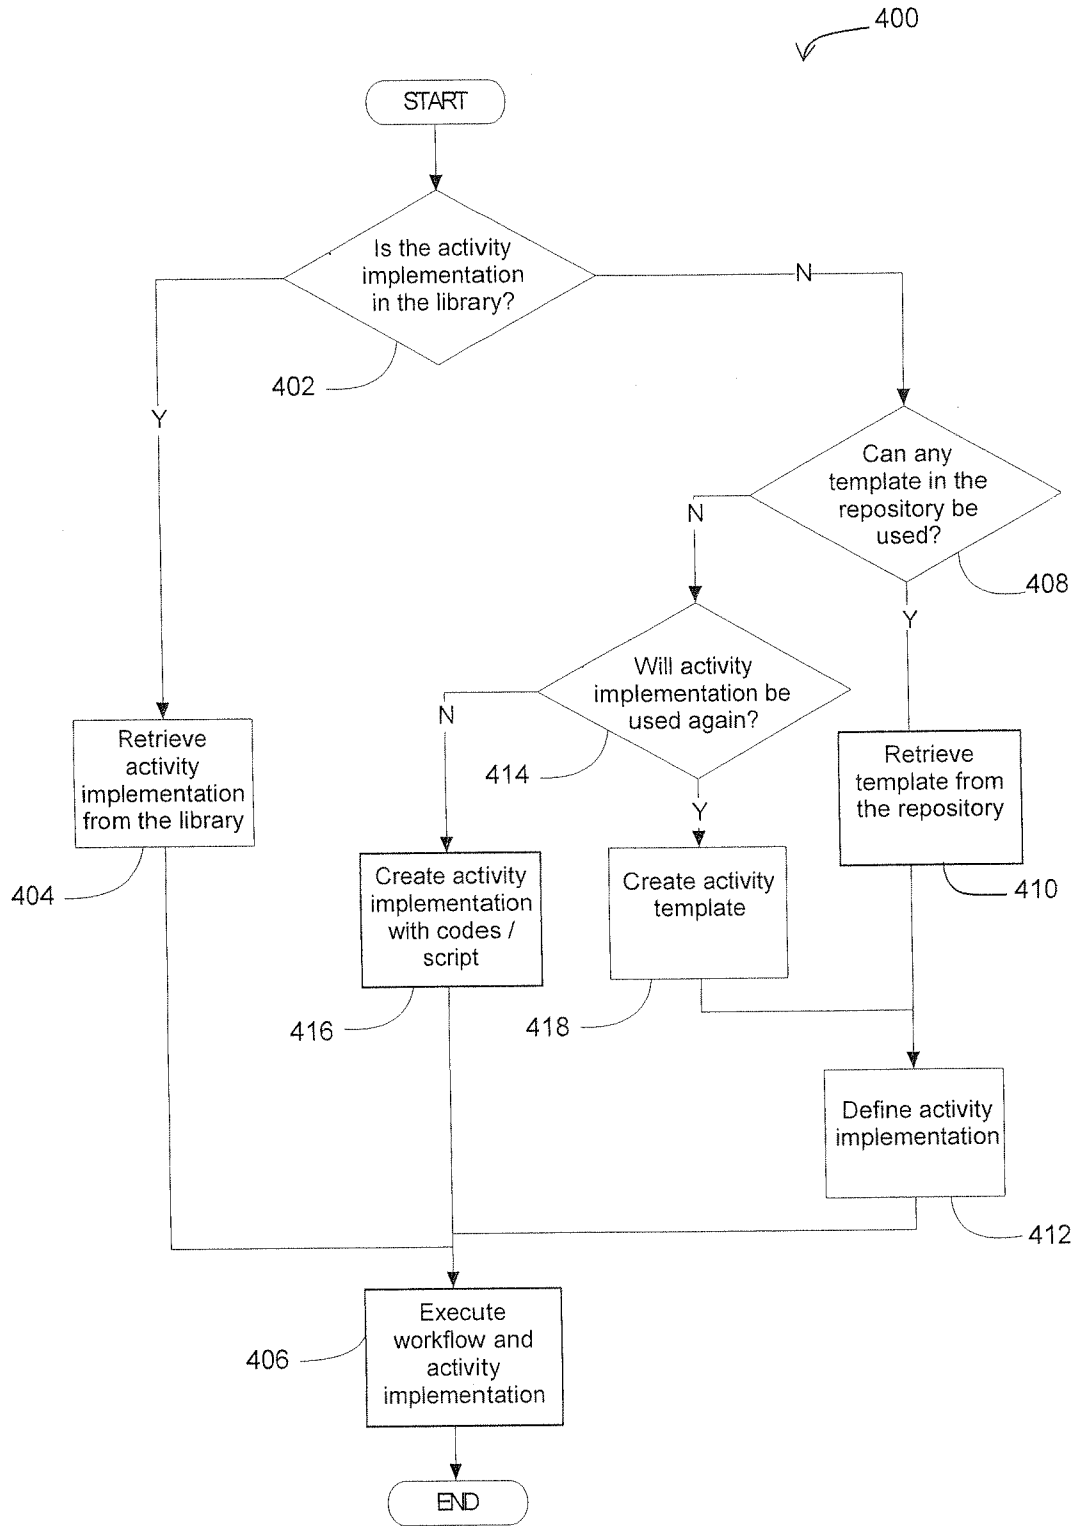 400
START
Is the activity
implementation
in the library?
N
402
Y
Can any
template in the
repository be
used?
N
408
Y
Will activity
implementation be
used again?
N
414
Retrieve
activity
implementation
from the library
Retrieve
template from
the repository
Y
404
Create activity
implementation
with codes /
script
Create activity
template
410
416
418
Define activity
implementation
412
Execute
workflow and
activity
implementation
406
END